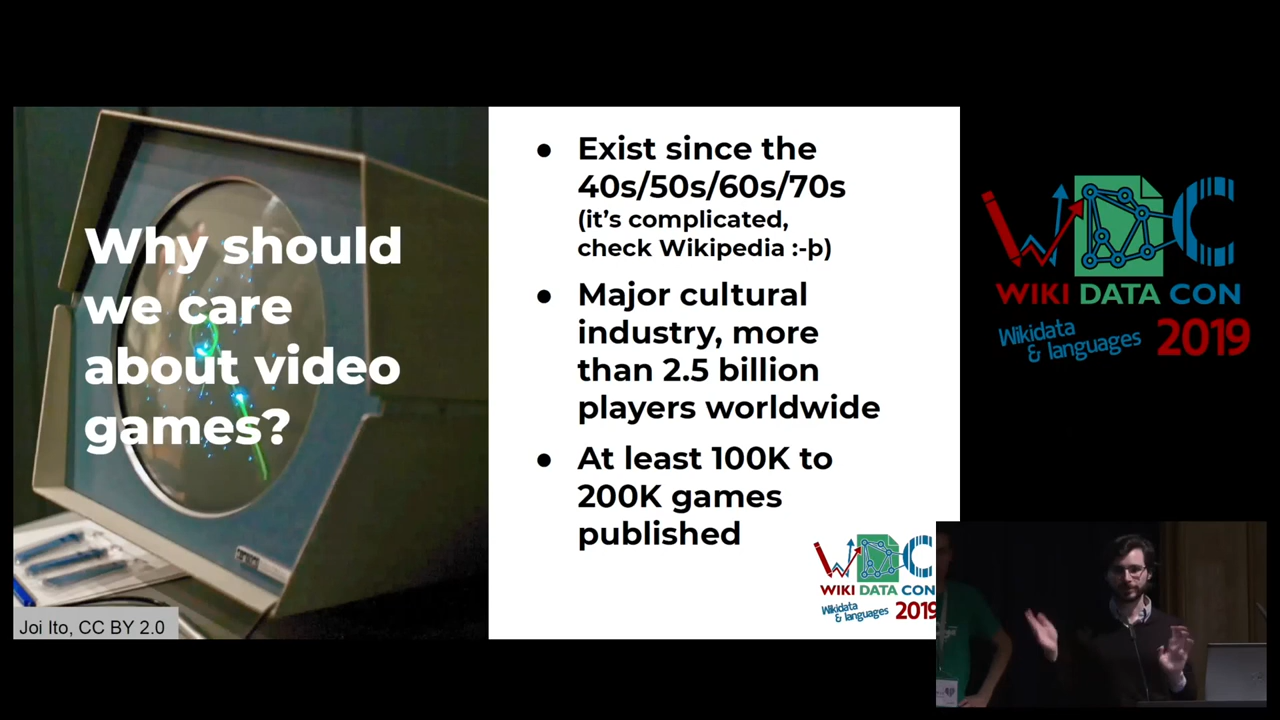 Why should
we care
about video
games?
Joi Ito, CC BY 2.0
● Exist since the
40s/50s/60s/70s
(it's complicated,
check Wikipedia :-þ)
● Major cultural
industry, more
than 2.5 billion
players worldwide
● At least 100K to
200K games
published
WDC
WIKI DATA CON
Wikidata
& languages 2019
WDC
WIKI DATA CON
Wikidata
& languages 2019